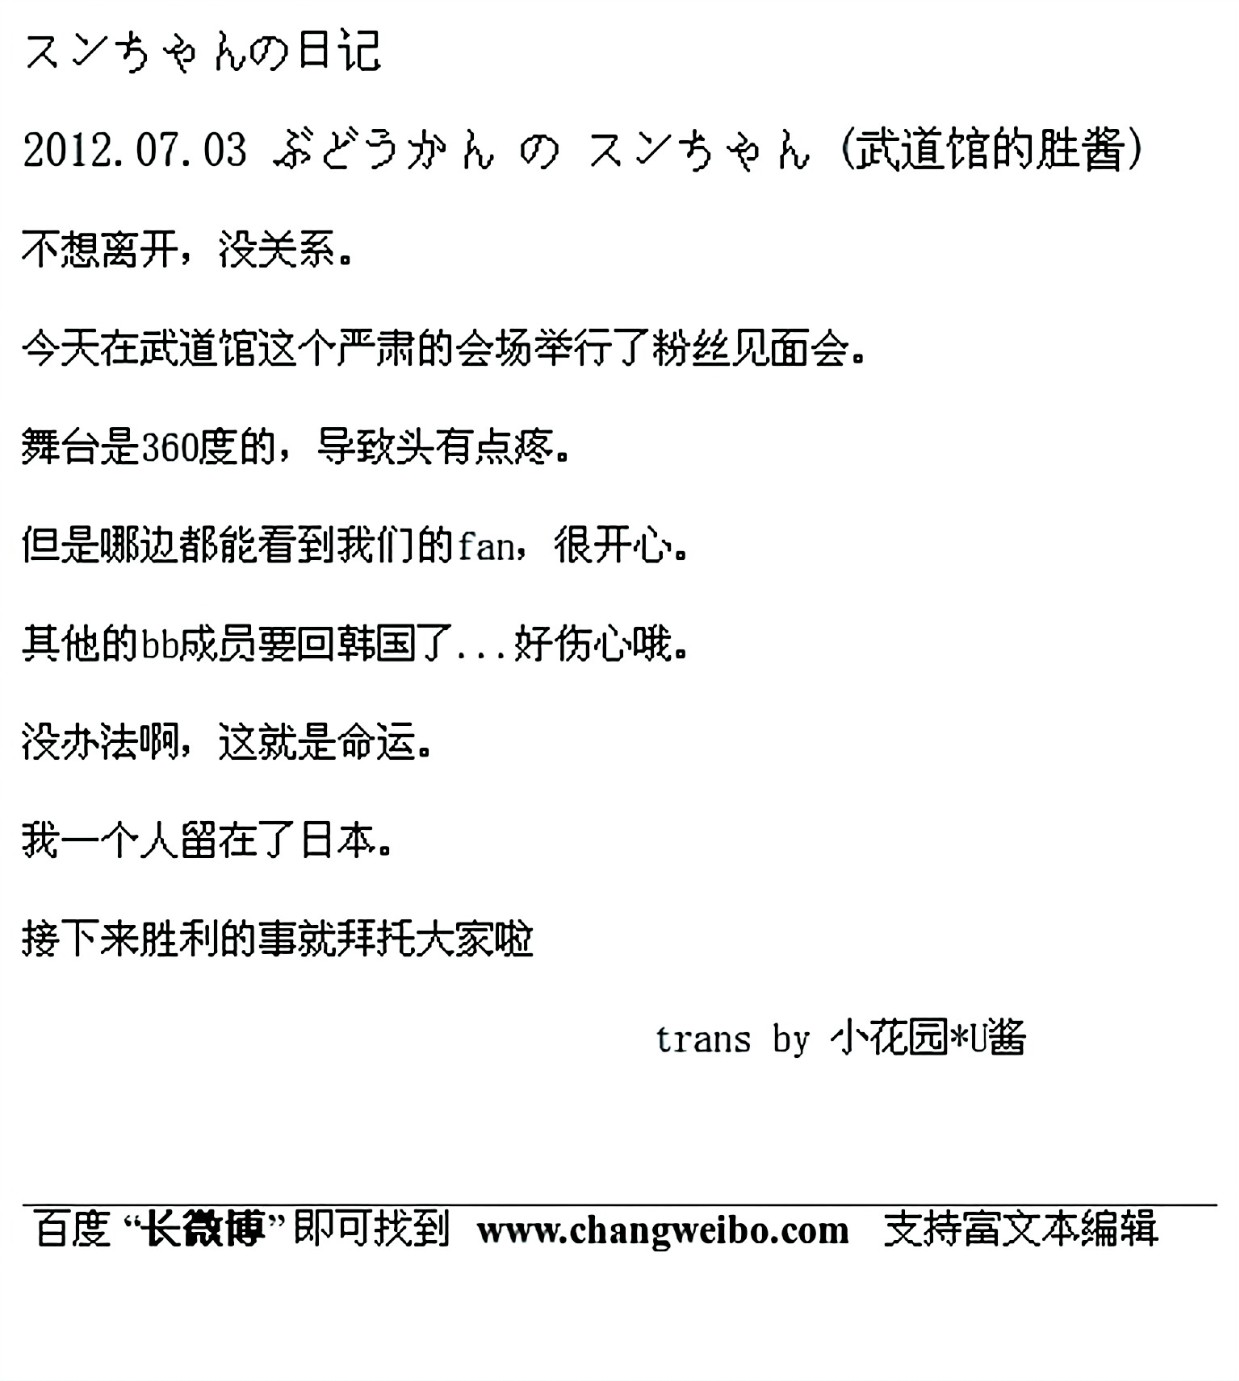 スンちゃんの日记
2012.07.03 ぶどうかん の スンちゃん (武道馆的胜酱)
不想离开，没关系。
今天在武道馆这个严肃的会场举行了粉丝见面会。
舞台是360度的，导致头有点疼。
但是哪边都能看到我们的fan，很开心。
其他的bb成员要回韩国了...好伤心哦。
没办法啊，这就是命运。
我一个人留在了日本。
接下来胜利的事就拜托大家啦
trans by 小花园*U酱
百度“长微博”即可找到 www.changweibo.com 支持富文本编辑